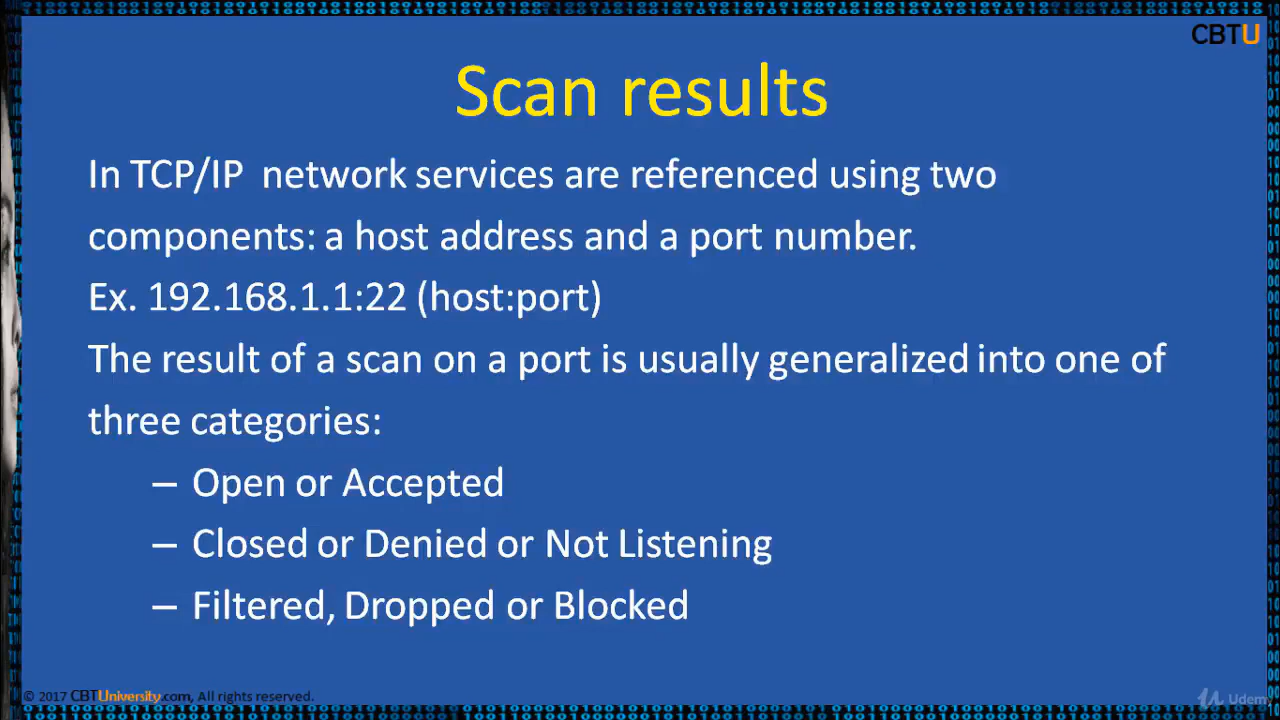 CBTU
Scan results
In TCP/IP  network services are referenced using two
components: a host address and a port number.
Ex. 192.168.1.1:22 (host:port)
The result of a scan on a port is usually generalized into one of
three categories:
– Open or Accepted
– Closed or Denied or Not Listening
– Filtered, Dropped or Blocked
© 2017 CBTUniversity.com, All rights reserved.
Udemy